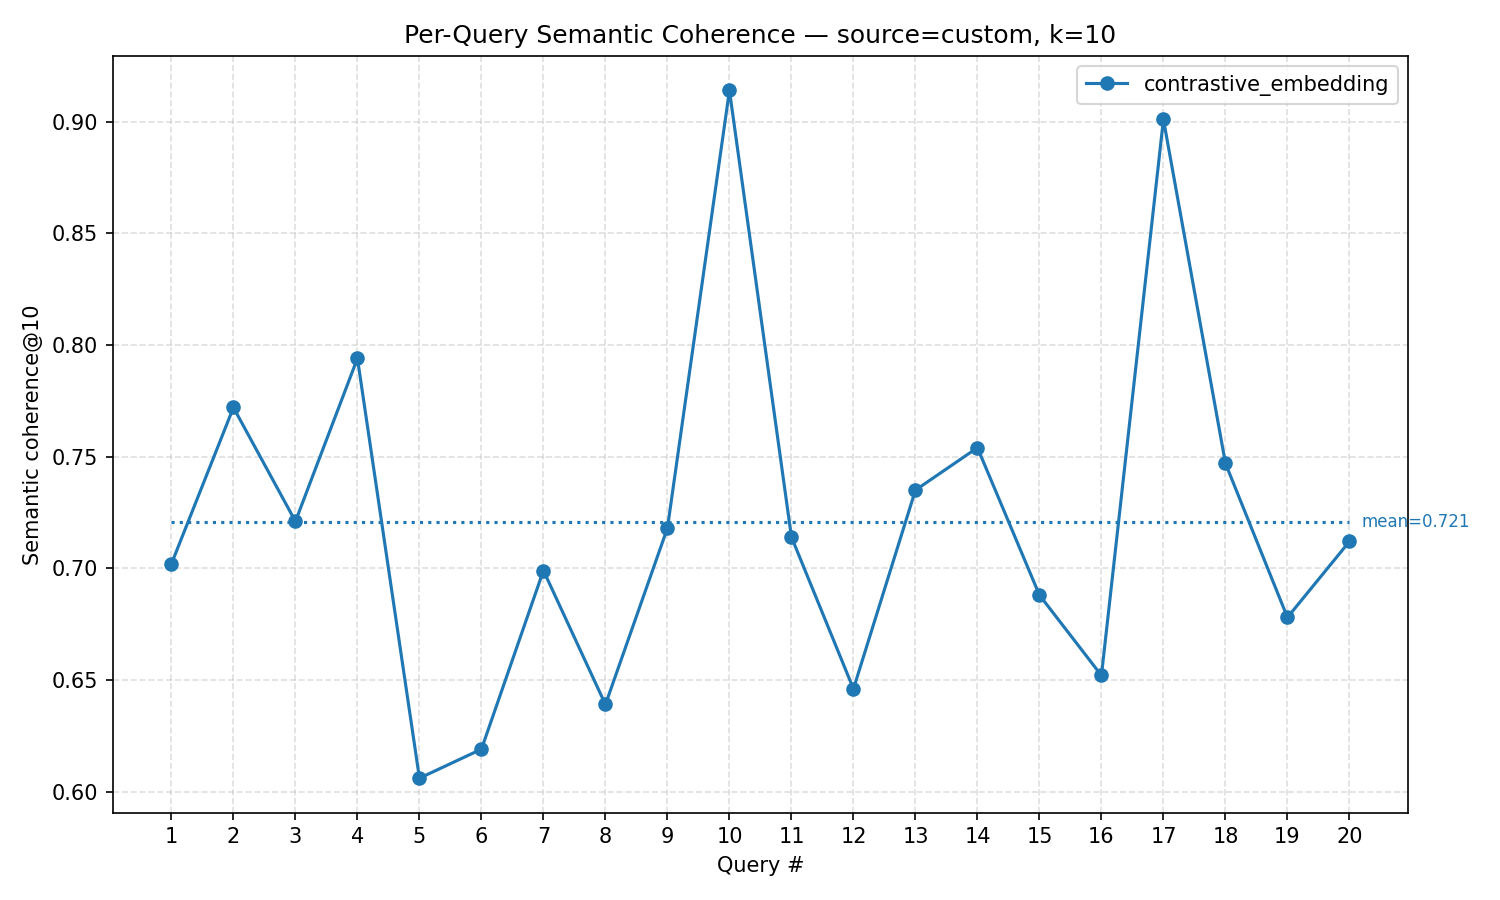 Per-Query Semantic Coherence — source=custom, k=10
contrastive_embedding
Semantic coherence@10
0.90
0.85
0.80
0.75
0.70
0.65
0.60
mean=0.721
1 2 3 4 5 6 7 8 9 10 11 12 13 14 15 16 17 18 19 20
Query #